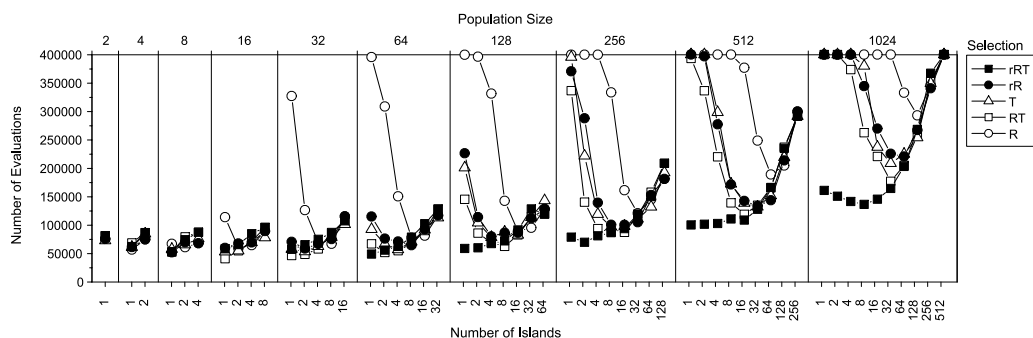 Population Size
2 4 8 16 32 64 128 256 512 1024
Selection
rRT
rR
T
RT
R
Number of Evaluations
400000
350000
300000
250000
200000
150000
100000
50000
0
1 1 2 1 2 4 1 2 4 8 1 2 4 8 16 1 2 4 8 16 32 1 2 4 8 16 32 64 1 2 4 8 16 32 64 128 1 2 4 8 16 32 64 128 256 1 2 4 8 16 32 64 128 256 512
Number of Islands